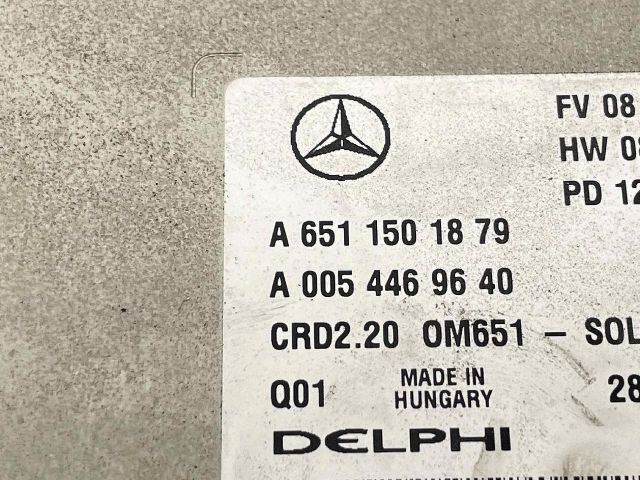 FV 08
HW 08
PD 12
A 651 150 18 79
A 005 446 96 40
CRD2.20 OM651 – SOL
Q01 MADE IN HUNGARY 28
DELPHI